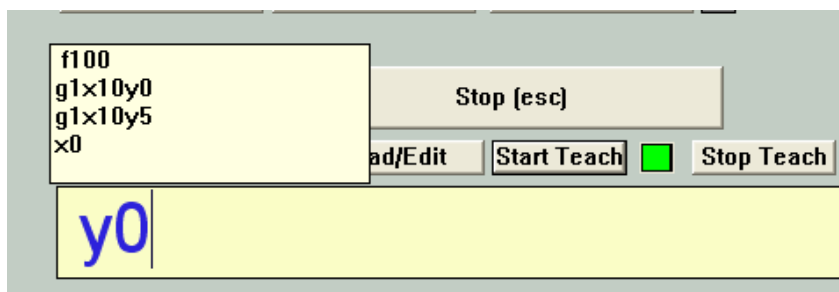 f100
g1x10y0
g1x10y5
x0
Stop (esc)
ad/Edit
Start Teach
Stop Teach
y0